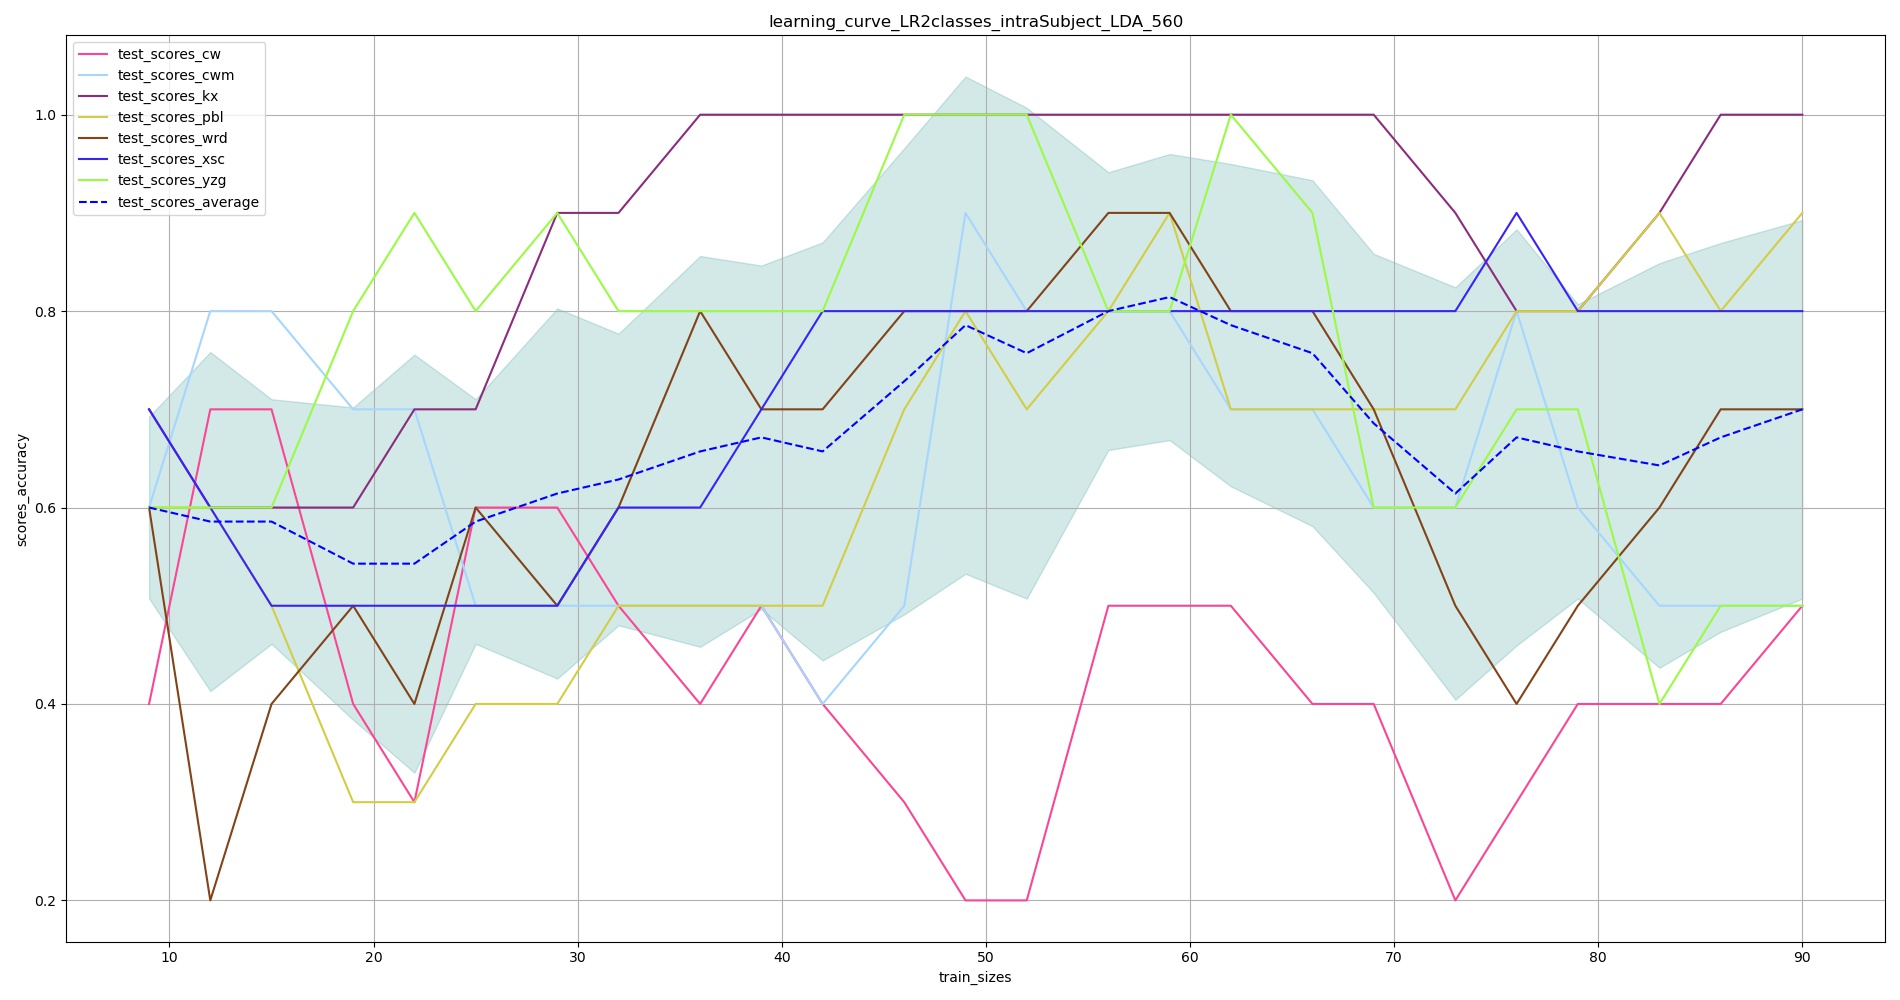 learning_curve_LR2classes_intraSubject_LDA_560
test_scores_cw
test_scores_cwm
test_scores_kx
test_scores_pbl
test_scores_wrd
test_scores_xsc
test_scores_yzg
test_scores_average
scores_accuracy
1.0
0.8
0.6
0.4
0.2
10 20 30 40 50 60 70 80 90
train_sizes